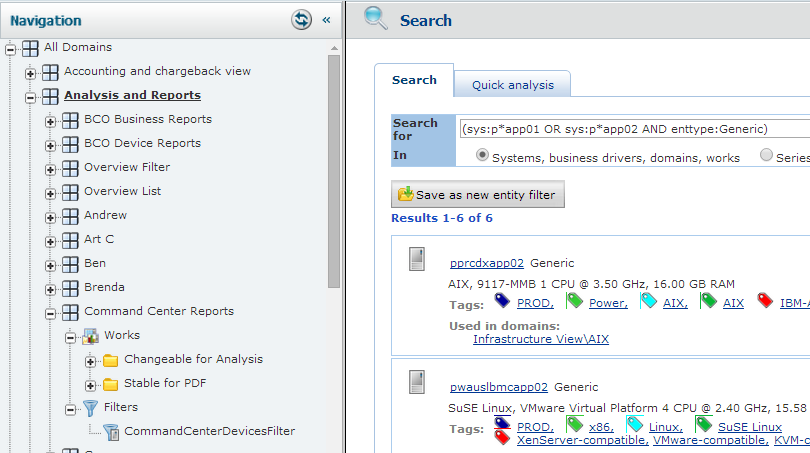 Navigation
«
All Domains
Accounting and chargeback view
Analysis and Reports
BCO Business Reports
BCO Device Reports
Overview Filter
Overview List
Andrew
Art C
Ben
Brenda
Command Center Reports
Works
Changeable for Analysis
Stable for PDF
Filters
CommandCenterDevicesFilter
Search
Search
Quick analysis
Search for
(sys:p*app01 OR sys:p*app02 AND enttype:Generic)
In
Systems, business drivers, domains, works
Series
Save as new entity filter
Results 1-6 of 6
pprcdxapp02 Generic
AIX, 9117-MMB 1 CPU @ 3.50 GHz, 16.00 GB RAM
Tags: PROD, Power, AIX, AIX IBM-A
Used in domains:
Infrastructure View\AIX
pwauslbmcapp02 Generic
SuSE Linux, VMware Virtual Platform 4 CPU @ 2.40 GHz, 15.58
Tags: PROD, x86, Linux, SuSE Linux
XenServer-compatible, VMware-compatible, KVM-c